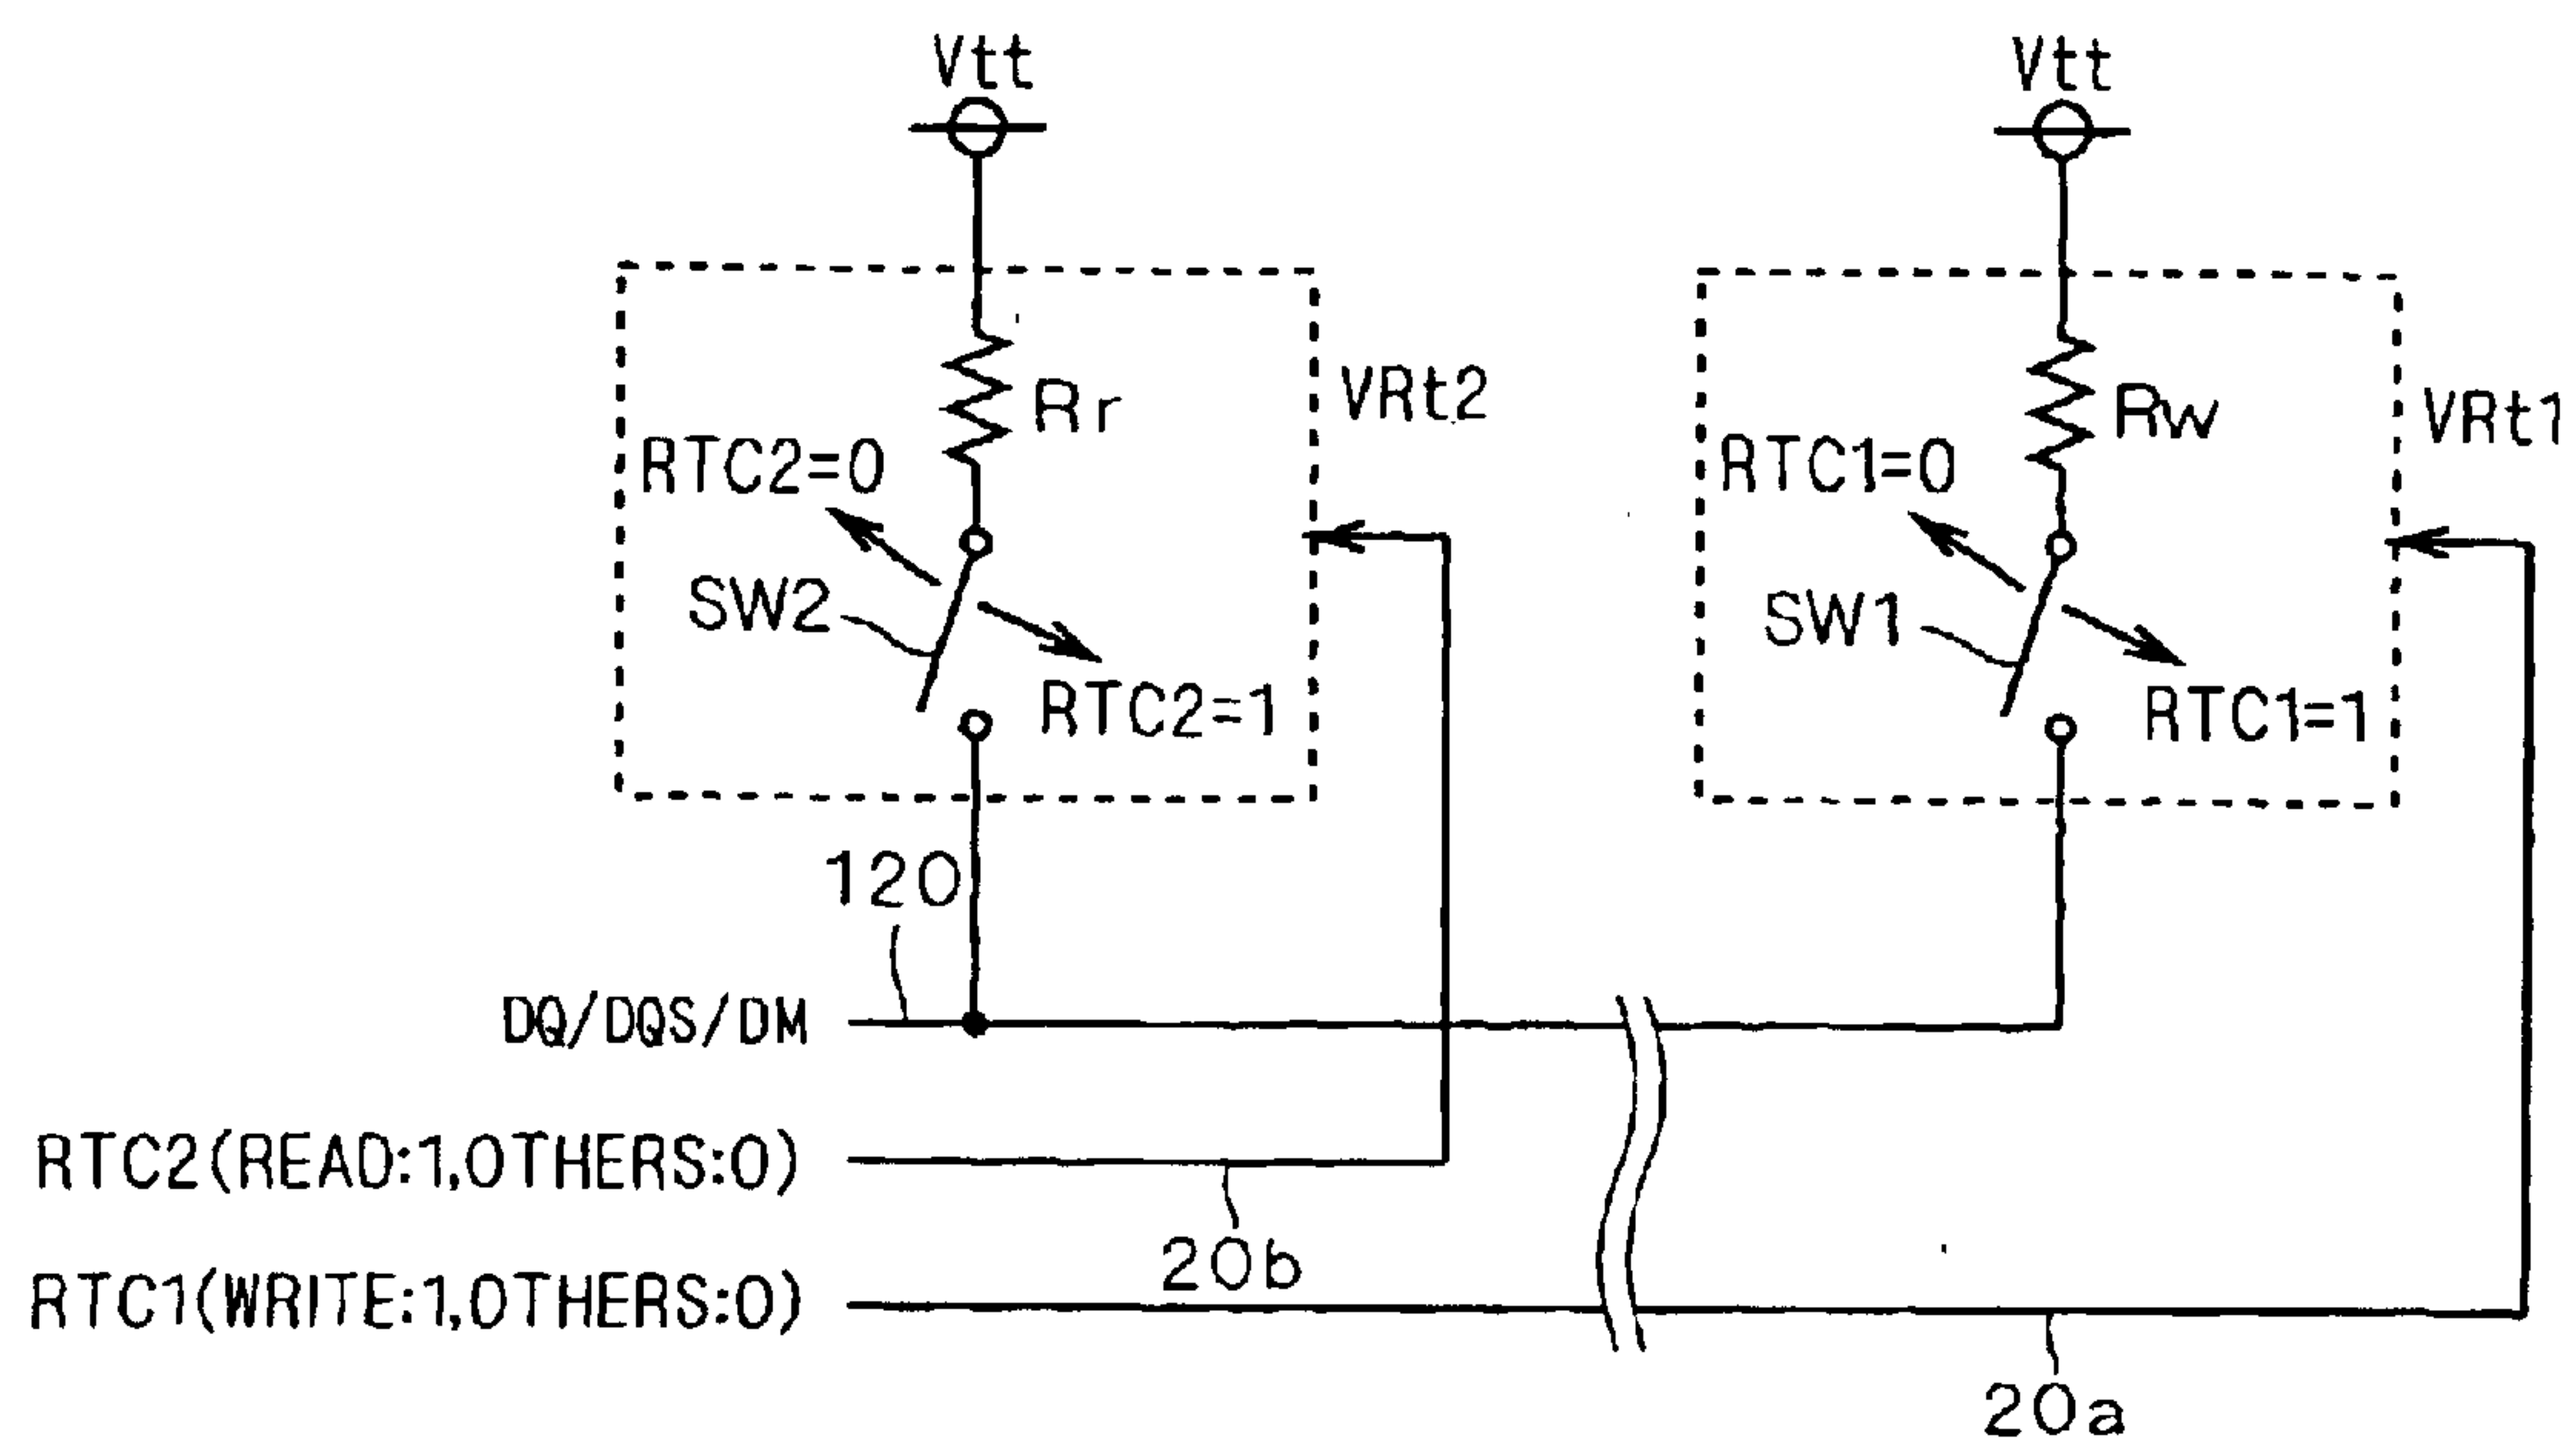 Vtt
Vtt
Rr
VRt2
Rw
VRt1
RTC2=0
RTC1=0
SW2
SW1
RTC2=1
RTC1=1
120
DQ/DQS/DM
RTC2(READ:1,OTHERS:0)
20b
RTC1(WRITE:1,OTHERS:0)
20a